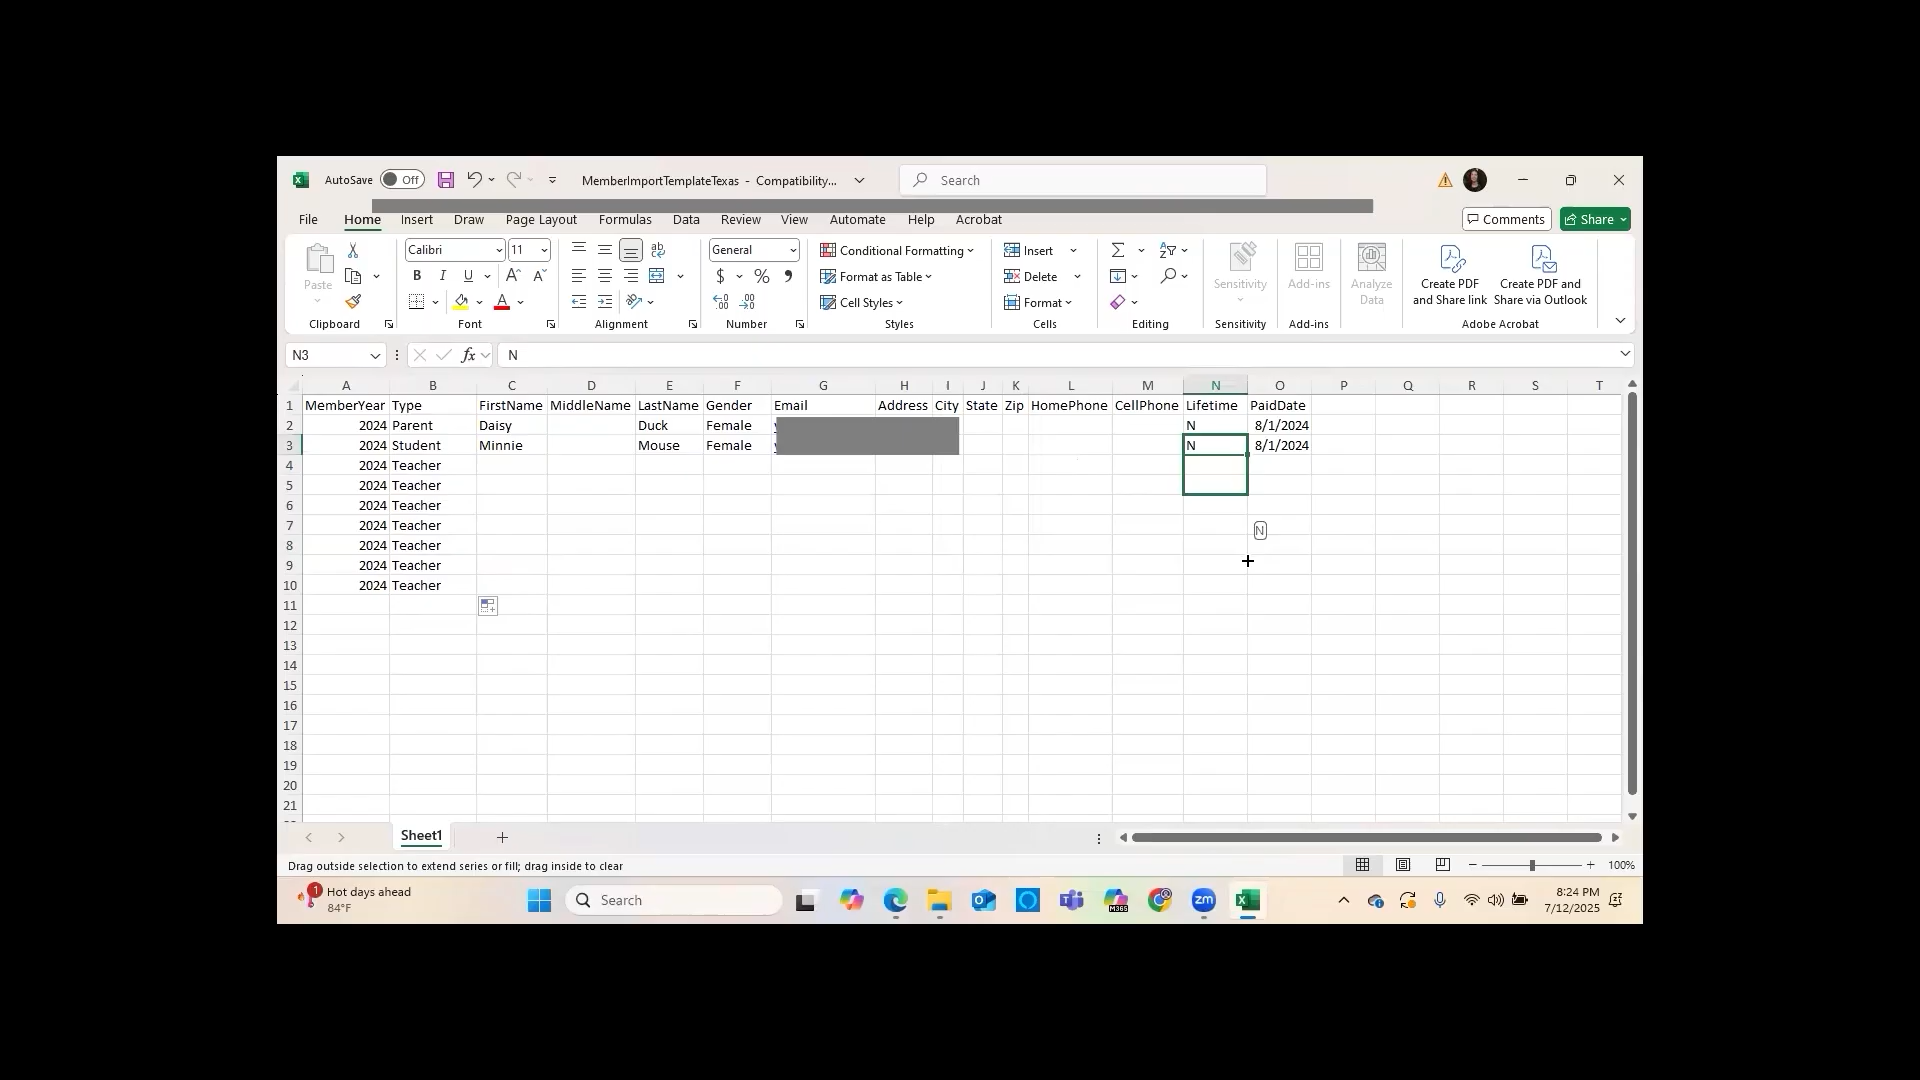 AutoSave Off MemberImportTemplateTexas - Compatibility... Search
File Home Insert Draw Page Layout Formulas Data Review View Automate Help Acrobat Comments Share
Paste Calibri 11 B I U A A ab General $ % Conditional Formatting Format as Table Cell Styles Insert Delete Format Sensitivity Add-ins Analyze Data Create PDF and Share link Create PDF and Share via Outlook
Clipboard Font Alignment Number Styles Cells Editing Sensitivity Add-ins Adobe Acrobat
N3 fx N
A B C D E F G H I J K L M N O P Q R S T
1 MemberYear Type FirstName MiddleName LastName Gender Email Address City State Zip HomePhone CellPhone Lifetime PaidDate
2 2024 Parent Daisy Duck Female N 8/1/2024
3 2024 Student Minnie Mouse Female N 8/1/2024
4 2024 Teacher
5 2024 Teacher
6 2024 Teacher
7 2024 Teacher N
8 2024 Teacher
9 2024 Teacher
10 2024 Teacher
11
12
13
14
15
16
17
18
19
20
21
Sheet1
Drag outside selection to extend series or fill; drag inside to clear 100%
1 Hot days ahead
84°F Search zm M365 8:24 PM
7/12/2025